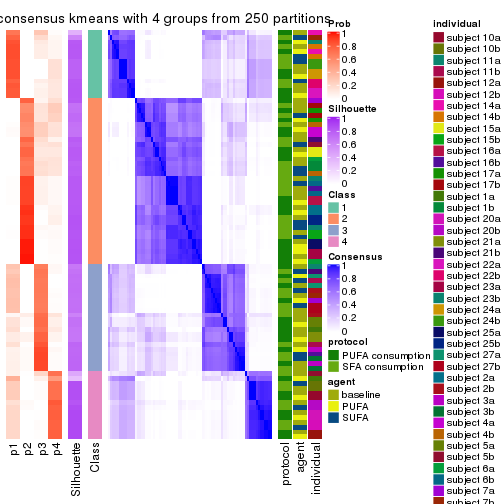 consensus kmeans with 4 groups from 250 partitions
Prob
1
0.8
0.6
0.4
0.2
0
Silhouette
1
0.8
0.6
0.4
0.2
0
Class
1
2
3
4
Consensus
1
0.8
0.6
0.4
0.2
0
protocol
PUFA consumption
SFA consumption
agent
baseline
PUFA
SUFA
individual
subject 10a
subject 10b
subject 11a
subject 11b
subject 12a
subject 12b
subject 14a
subject 14b
subject 15a
subject 15b
subject 16a
subject 16b
subject 17a
subject 17b
subject 1a
subject 1b
subject 20a
subject 20b
subject 21a
subject 21b
subject 22a
subject 22b
subject 23a
subject 23b
subject 24a
subject 24b
subject 25a
subject 25b
subject 27a
subject 27b
subject 2a
subject 2b
subject 3a
subject 3b
subject 4a
subject 4b
subject 5a
subject 5b
subject 6a
subject 6b
subject 7a
subject 7b
p1
p2
p3
p4
Silhouette
Class
protocol
agent
individual